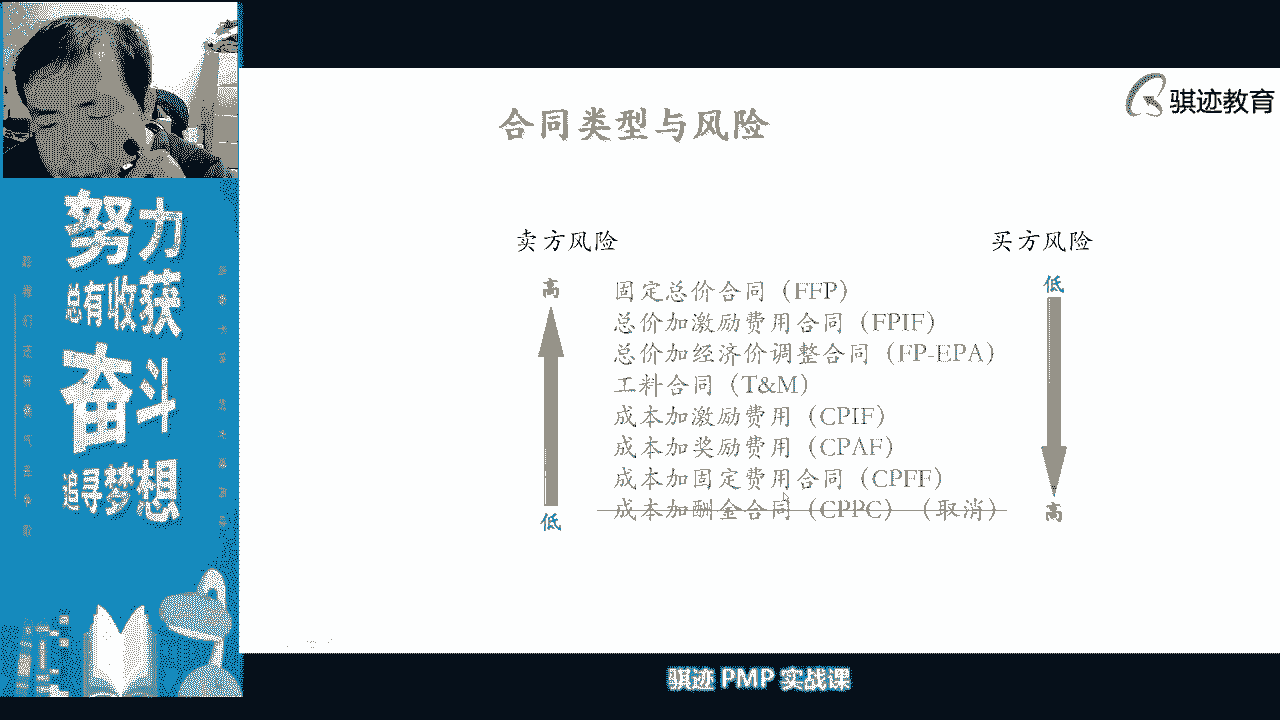 骐迹教育
合同类型与风险
卖方风险
买方风险
高
低
固定总价合同（FFP）
总价加激励费用合同（FPIF）
总价加经济价调整合同（FP-EPA）
工料合同（T&M）
成本加激励费用（CPIF）
成本加奖励费用（CPAF）
成本加固定费用合同（CPFF）
成本加酬金合同（CPPC）（取消）
低
高
努力
总有收获
奋斗
追寻梦想
骐迹 PMP 实战课